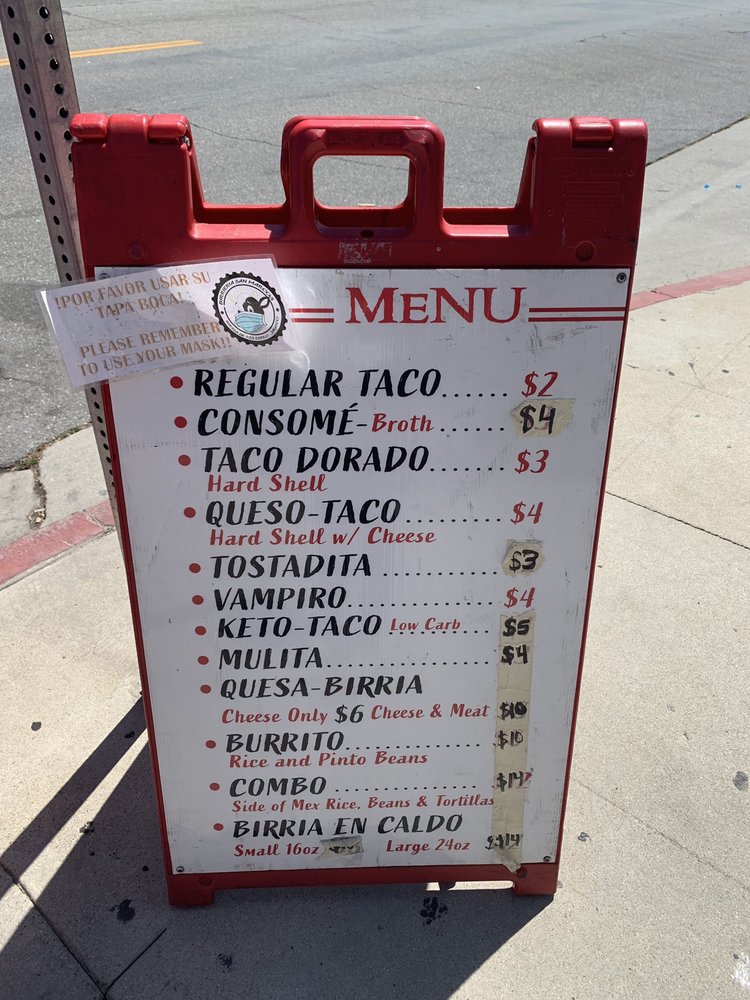 ¡POR FAVOR USAR SU
TAPA BOCA!
PLEASE REMEMBER
TO USE YOUR MASK!!
MENU
• REGULAR TACO...... $2
• CONSOMÉ-Broth ...... $4
• TACO DORADO....... $3
Hard Shell
• QUESO-TACO ......... $4
Hard Shell w/ Cheese
• TOSTADITA ........... $3
• VAMPIRO.............. $4
• KETO-TACO Low Carb ......... $5
• MULITA................ $4
• QUESA-BIRRIA
Cheese Only $6 Cheese & Meat $10
• BURRITO............... $10
Rice and Pinto Beans
• COMBO ............... $14
Side of Mex Rice, Beans & Tortillas
• BIRRIA EN CALDO
Small 16oz Large 24oz $14